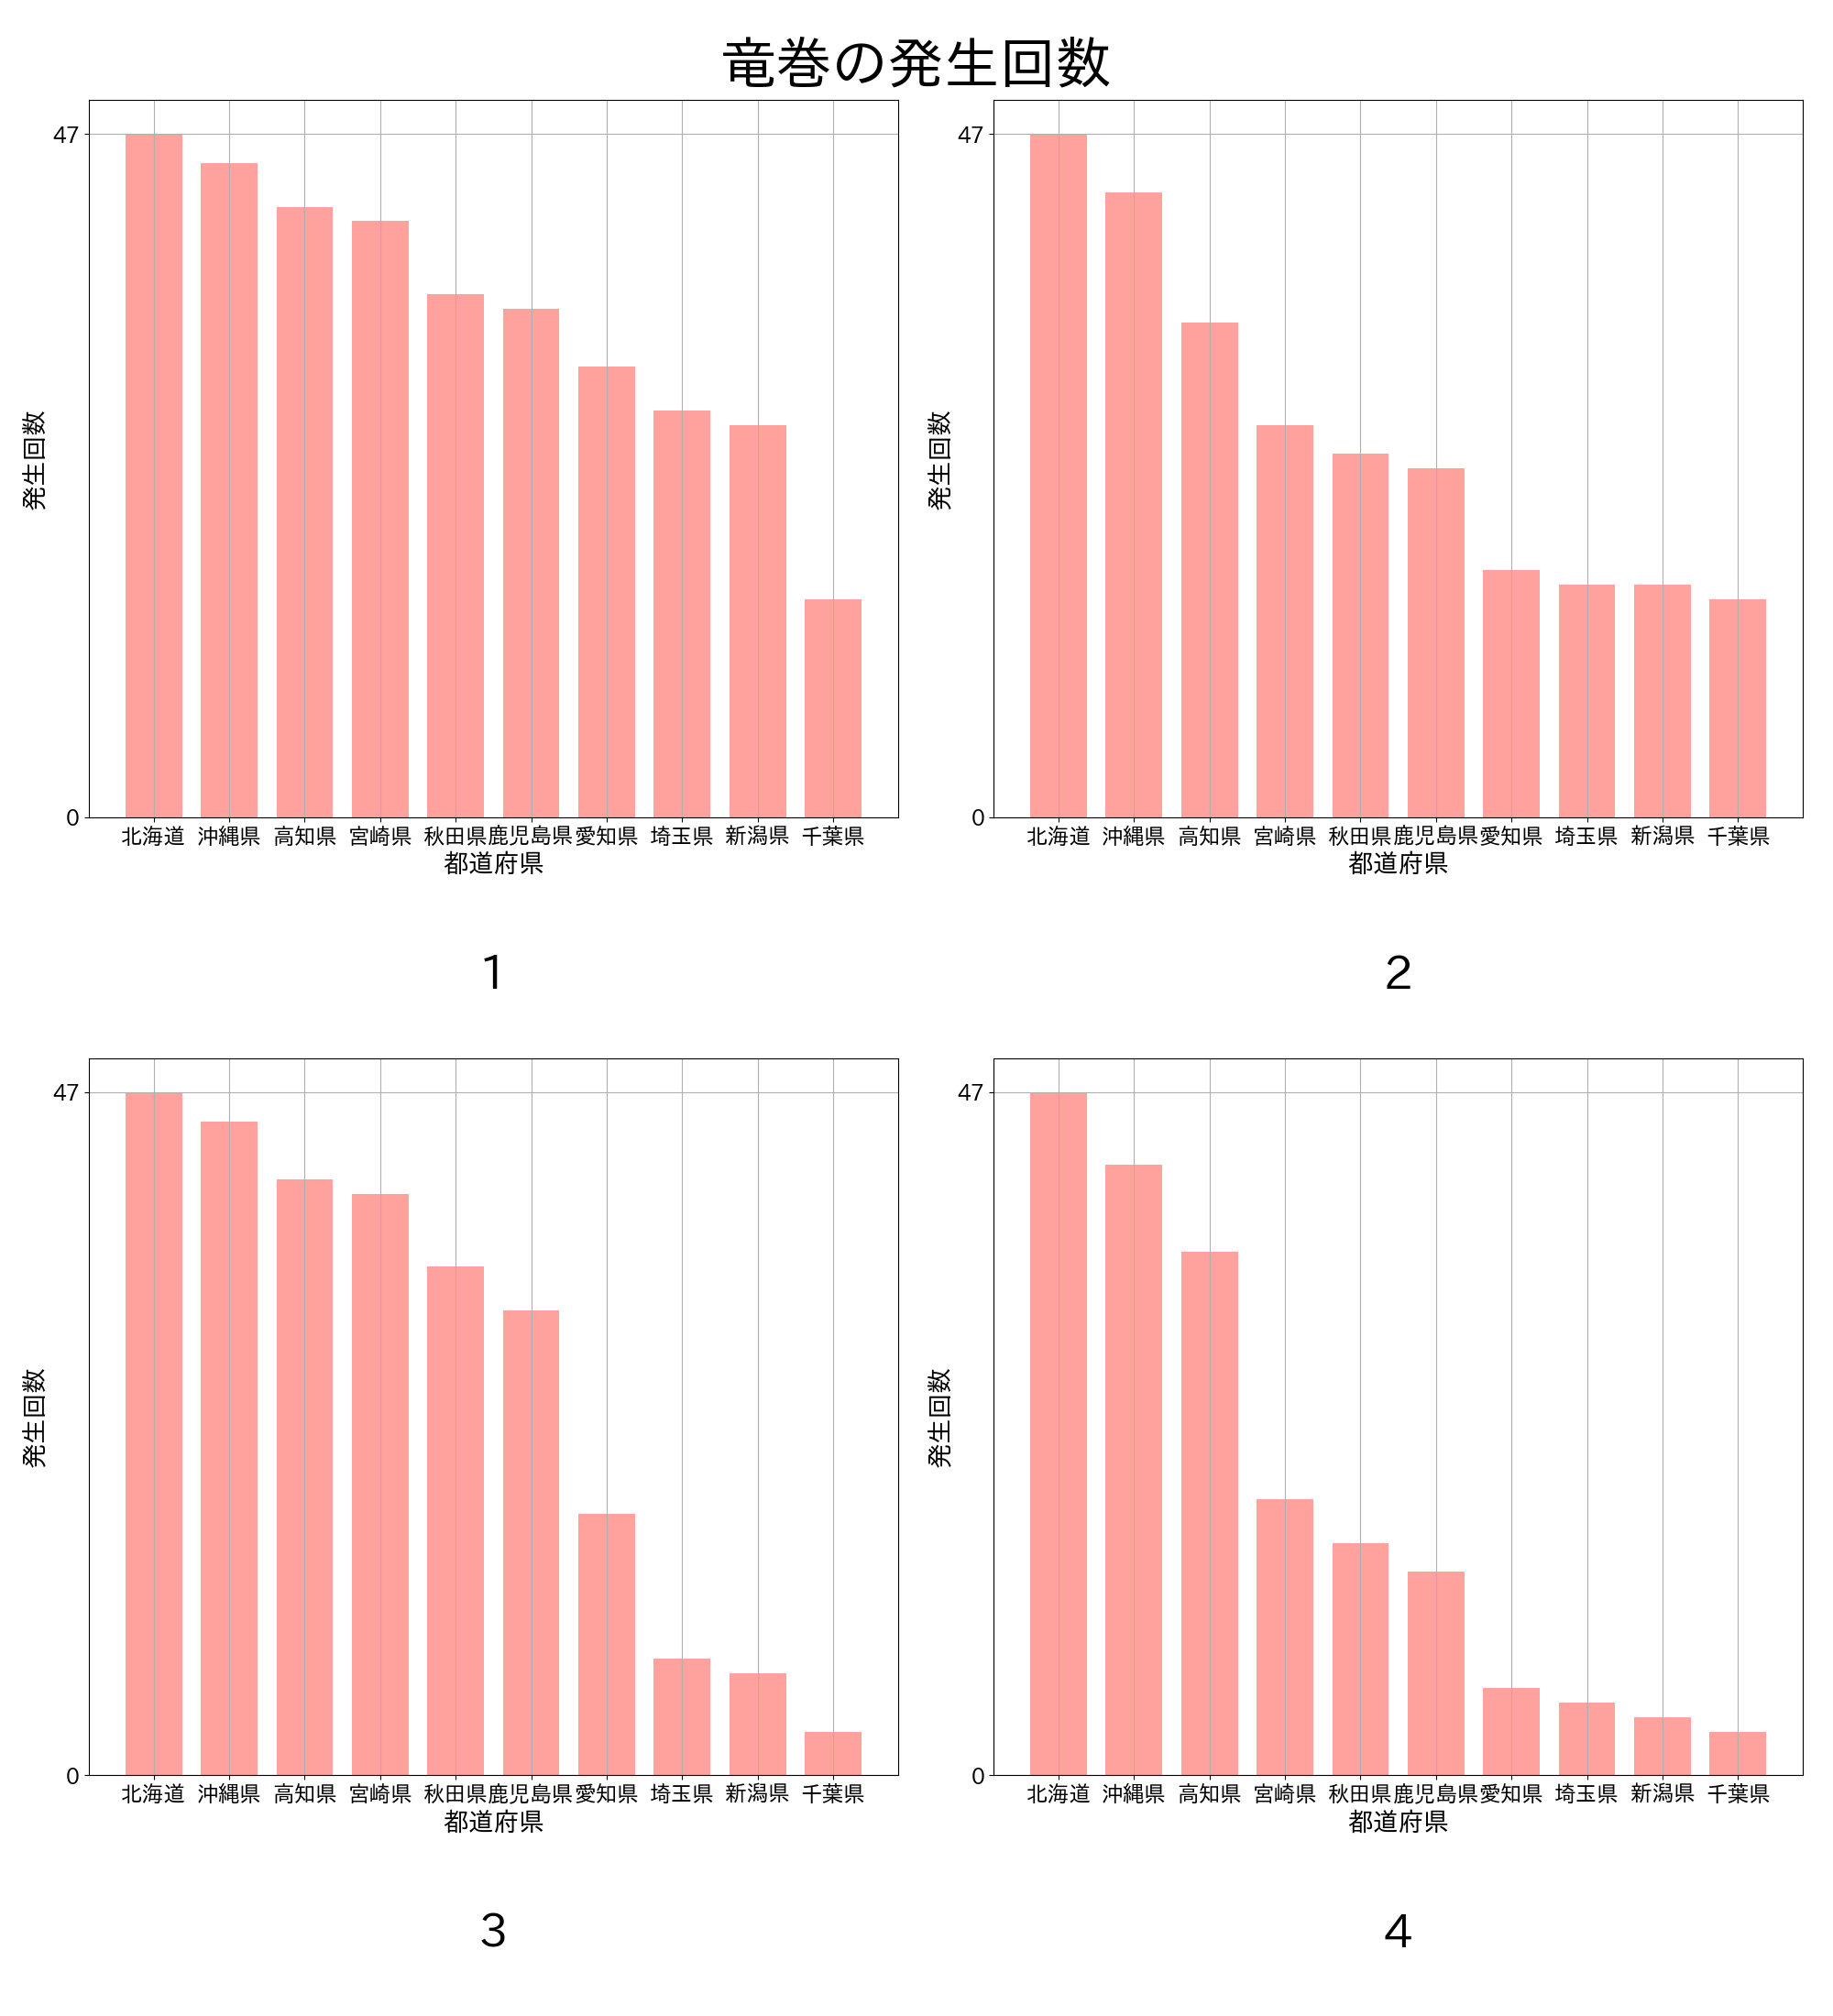 竜巻の発生回数
47
発生回数
0
北海道 沖縄県 高知県 宮崎県 秋田県 鹿児島県 愛知県 埼玉県 新潟県 千葉県
都道府県
1
47
発生回数
0
北海道 沖縄県 高知県 宮崎県 秋田県 鹿児島県 愛知県 埼玉県 新潟県 千葉県
都道府県
2
47
発生回数
0
北海道 沖縄県 高知県 宮崎県 秋田県 鹿児島県 愛知県 埼玉県 新潟県 千葉県
都道府県
3
47
発生回数
0
北海道 沖縄県 高知県 宮崎県 秋田県 鹿児島県 愛知県 埼玉県 新潟県 千葉県
都道府県
4